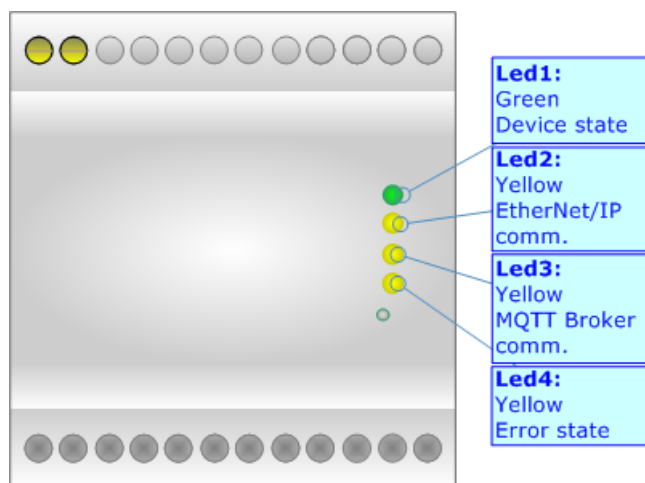 Led1:
Green
Device state
Led2:
Yellow
EtherNet/IP
comm.
Led3:
Yellow
MQTT Broker
comm.
Led4:
Yellow
Error state